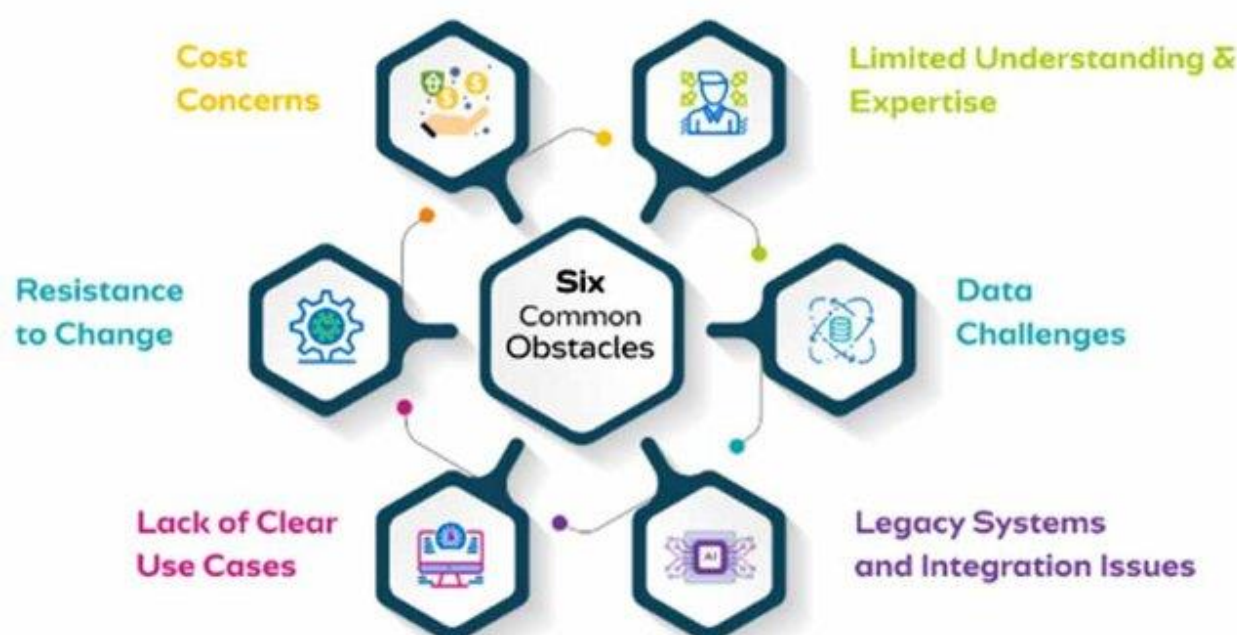 Cost
Concerns
Limited Understanding &
Expertise
Six
Common
Obstacles
Resistance
to Change
Data
Challenges
Lack of Clear
Use Cases
AI
Legacy Systems
and Integration Issues